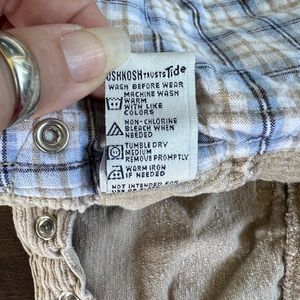 OSHKOSH TRUSTS Tide
WASH BEFORE WEAR
MACHINE WASH
WARM
WITH LIKE
COLORS
NON-CHLORINE
BLEACH WHEN
NEEDED
TUMBLE DRY
MEDIUM
REMOVE PROMPTLY
WARM IRON
IF NEEDED
NOT INTENDED FOR